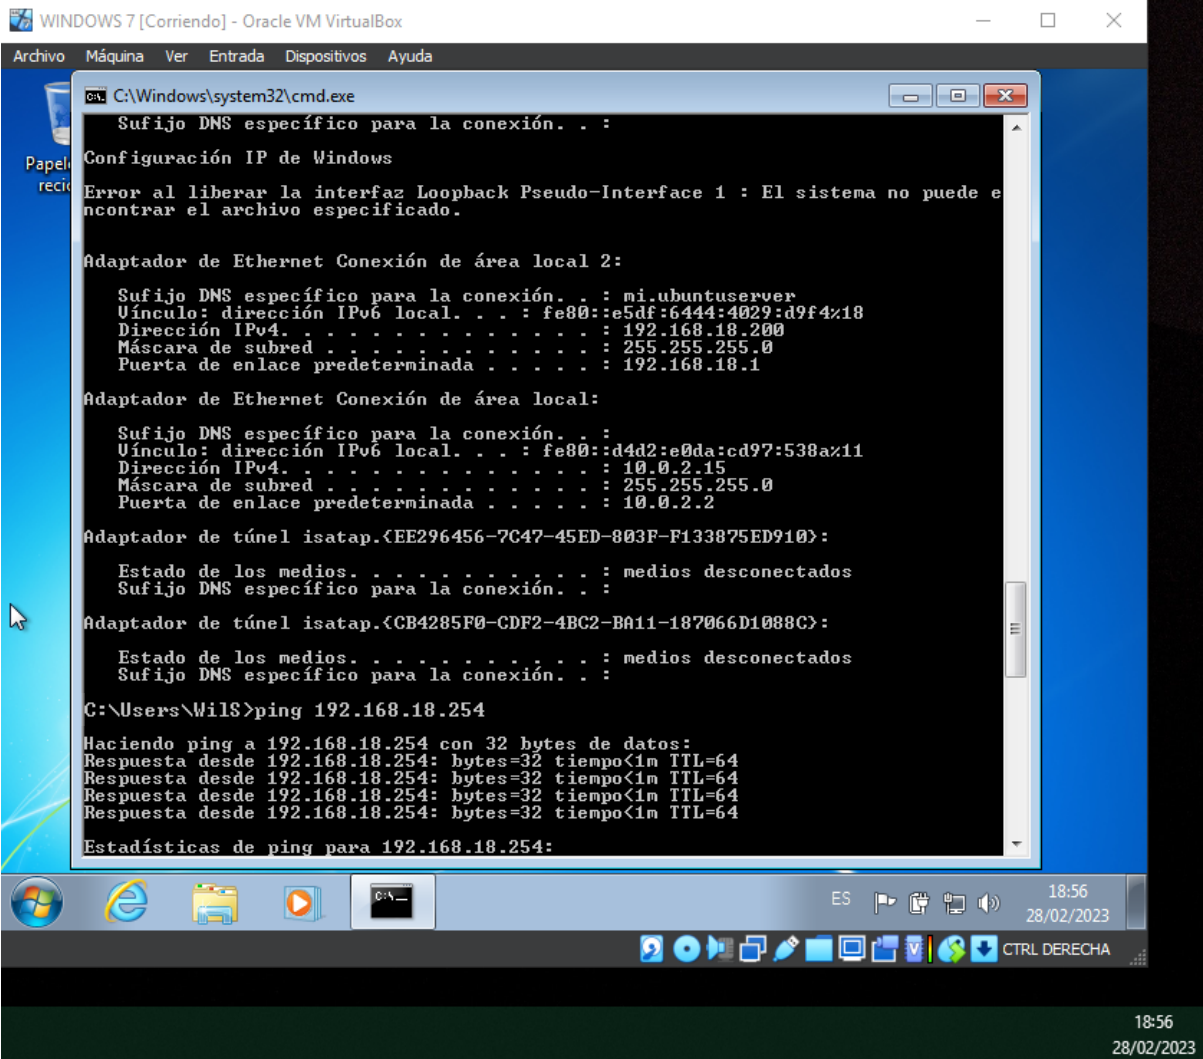 WINDOWS 7 [Corriendo] - Oracle VM VirtualBox
Archivo Máquina Ver Entrada Dispositivos Ayuda
C:\Windows\system32\cmd.exe
Sufijo DNS específico para la conexión. . :
Configuración IP de Windows
Error al liberar la interfaz Loopback Pseudo-Interface 1 : El sistema no puede e
ncontrar el archivo especificado.
Adaptador de Ethernet Conexión de área local 2:
Sufijo DNS específico para la conexión. . : mi.ubuntuserver
Vínculo: dirección IPv6 local. . . : fe80::e5df:6444:4029:d9f4%18
Dirección IPv4. . . . . . . . . . . . . . : 192.168.18.200
Máscara de subred . . . . . . . . . . . . : 255.255.255.0
Puerta de enlace predeterminada . . . . . : 192.168.18.1
Adaptador de Ethernet Conexión de área local:
Sufijo DNS específico para la conexión. . :
Vínculo: dirección IPv6 local. . . : fe80::d4d2:e0da:cd97:538a%11
Dirección IPv4. . . . . . . . . . . . . . : 10.0.2.15
Máscara de subred . . . . . . . . . . . . : 255.255.255.0
Puerta de enlace predeterminada . . . . . : 10.0.2.2
Adaptador de túnel isatap.{EE296456-7C47-45ED-803F-F133875ED910}:
Estado de los medios. . . . . . . . . . . : medios desconectados
Sufijo DNS específico para la conexión. . :
Adaptador de túnel isatap.{CB4285F0-CDF2-4BC2-BA11-187066D1088C}:
Estado de los medios. . . . . . . . . . . : medios desconectados
Sufijo DNS específico para la conexión. . :
C:\Users\WilS>ping 192.168.18.254
Haciendo ping a 192.168.18.254 con 32 bytes de datos:
Respuesta desde 192.168.18.254: bytes=32 tiempo<1m TTL=64
Respuesta desde 192.168.18.254: bytes=32 tiempo<1m TTL=64
Respuesta desde 192.168.18.254: bytes=32 tiempo<1m TTL=64
Respuesta desde 192.168.18.254: bytes=32 tiempo<1m TTL=64
Estadísticas de ping para 192.168.18.254:
Papele
recic
ES
18:56
28/02/2023
CTRL DERECHA
18:56
28/02/2023